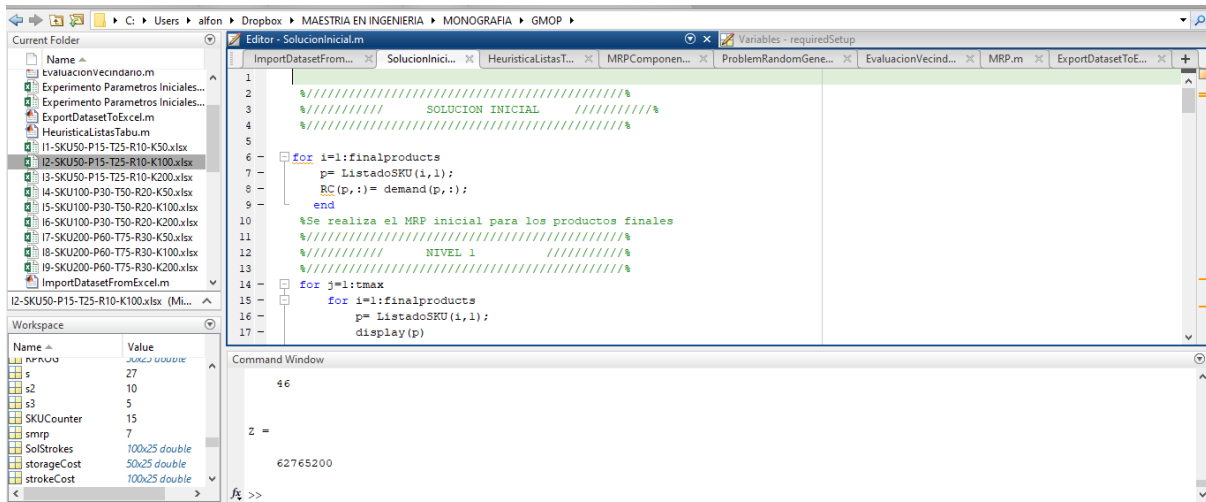 C: Users alfon Dropbox MAESTRIA EN INGENIERIA MONOGRAFIA GMOP
Current Folder
Name
EvaluacionVecindario.m
Experimento Parametros Iniciales...
Experimento Parametros Iniciales...
ExportDatasetToExcel.m
HeuristicaListasTabu.m
I1-SKU50-P15-T25-R10-K50.xlsx
I2-SKU50-P15-T25-R10-K100.xlsx
I3-SKU50-P15-T25-R10-K200.xlsx
I4-SKU100-P30-T50-R20-K50.xlsx
I5-SKU100-P30-T50-R20-K100.xlsx
I6-SKU100-P30-T50-R20-K200.xlsx
I7-SKU200-P60-T75-R30-K50.xlsx
I8-SKU200-P60-T75-R30-K100.xlsx
I9-SKU200-P60-T75-R30-K200.xlsx
ImportDatasetFromExcel.m
I2-SKU50-P15-T25-R10-K100.xlsx (Mi...
Workspace
Name Value
RPROG 50x25 double
s 27
s2 10
s3 5
SKUCounter 15
smrp 7
SolStrokes 100x25 double
storageCost 50x25 double
strokeCost 100x25 double
Editor - SolucionInicial.m
Variables - requiredSetup
ImportDatasetFrom... SolucionInici... HeuristicaListasT... MRPComponen... ProblemRandomGene... EvaluacionVecind... MRP.m ExportDatasetToE... +
1
2 %//////////////////////////////////////////////%
3 %/////////// SOLUCION INICIAL ///////////%
4 %//////////////////////////////////////////////%
5
6 for i=1:finalproducts
7 p= ListadoSKU(i,1);
8 RC(p,:)= demand(p,:);
9 end
10 %Se realiza el MRP inicial para los productos finales
11 %//////////////////////////////////////////////%
12 %/////////// NIVEL 1 ///////////%
13 %//////////////////////////////////////////////%
14 for j=1:tmax
15 for i=1:finalproducts
16 p= ListadoSKU(i,1);
17 display(p)
Command Window
46
Z =
62765200
fx >>